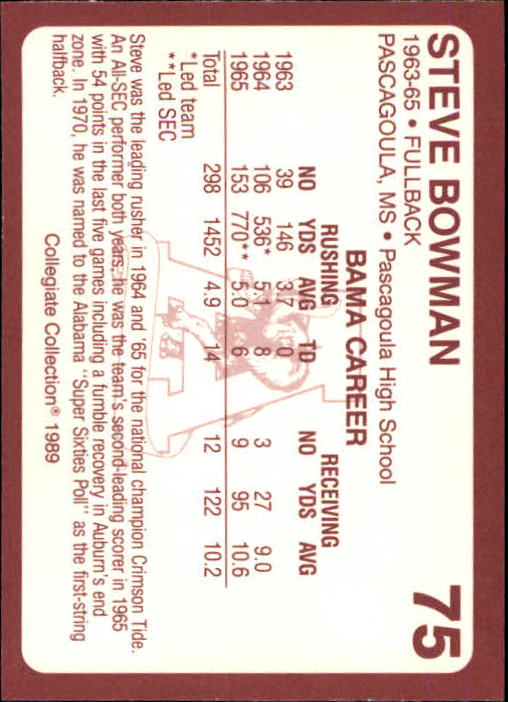 STEVE BOWMAN 75
1963-65 • FULLBACK
PASCAGOULA, MS • Pascagoula High School
BAMA CAREER
RUSHING RECEIVING
NO YDS AVG TD NO YDS AVG
1963 39 146 3.7 0
1964 106 536* 5.1 8 3 27 9.0
1965 153 770** 5.0 6 9 95 10.6
Total 298 1452 4.9 14 12 122 10.2
*Led team
**Led SEC
Steve was the leading rusher in 1964 and '65 for the national champion Crimson Tide.
An All-SEC performer both years, he was the team's second-leading scorer in 1965
with 54 points in the last five games including a fumble recovery in Auburn's end
zone. In 1970, he was named to the Alabama "Super Sixties Poll" as the first-string
halfback.
Collegiate Collection® 1989